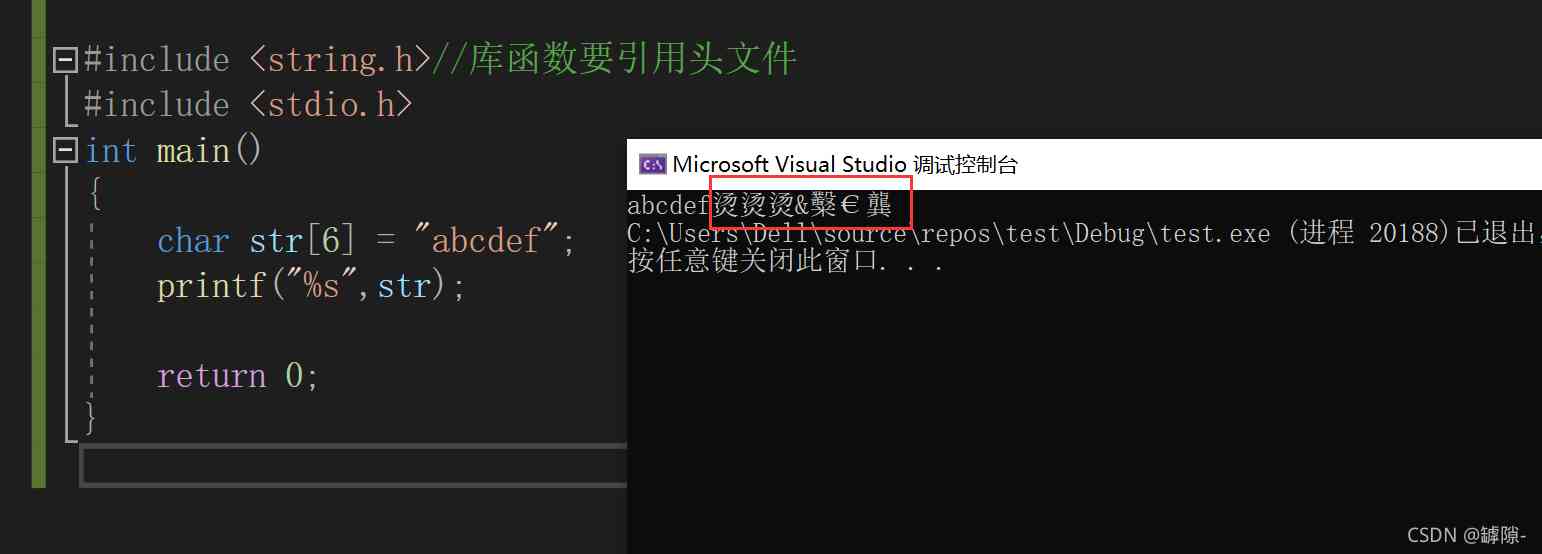 #include <string.h>//库函数要引用头文件
#include <stdio.h>
int main()
{
char str[6] = "abcdef";
printf("%s",str);
return 0;
}
Microsoft Visual Studio 调试控制台
abcdef烫烫烫&鷿€龔
C:\Users\Dell\source\repos\test\Debug\test.exe (进程 20188)已退出,
按任意键关闭此窗口. . .
CSDN @罅隙-